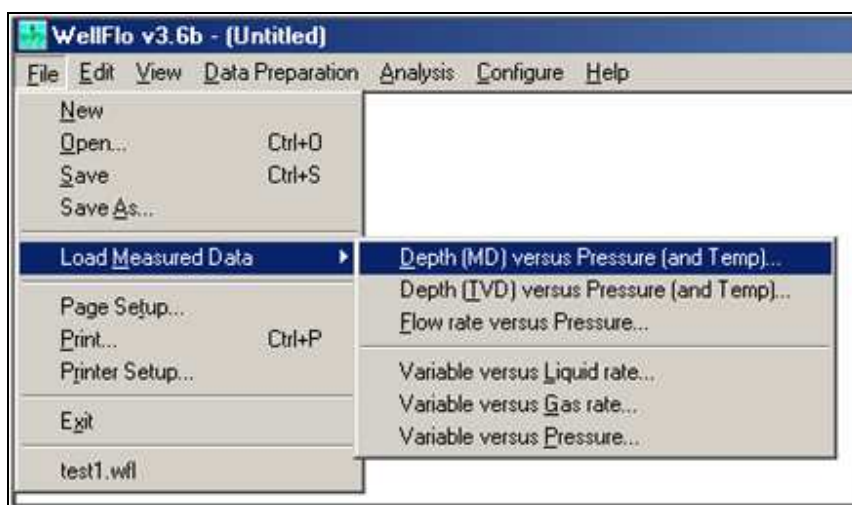 WellFlo v3.6b - (Untitled)
File Edit View Data Preparation Analysis Configure Help
New
Open... Ctrl+O
Save Ctrl+S
Save As...
Load Measured Data
Page Setup...
Print... Ctrl+P
Printer Setup...
Exit
test1.wfl
Depth (MD) versus Pressure (and Temp)...
Depth (TVD) versus Pressure (and Temp)...
Flow rate versus Pressure...
Variable versus Liquid rate...
Variable versus Gas rate...
Variable versus Pressure...